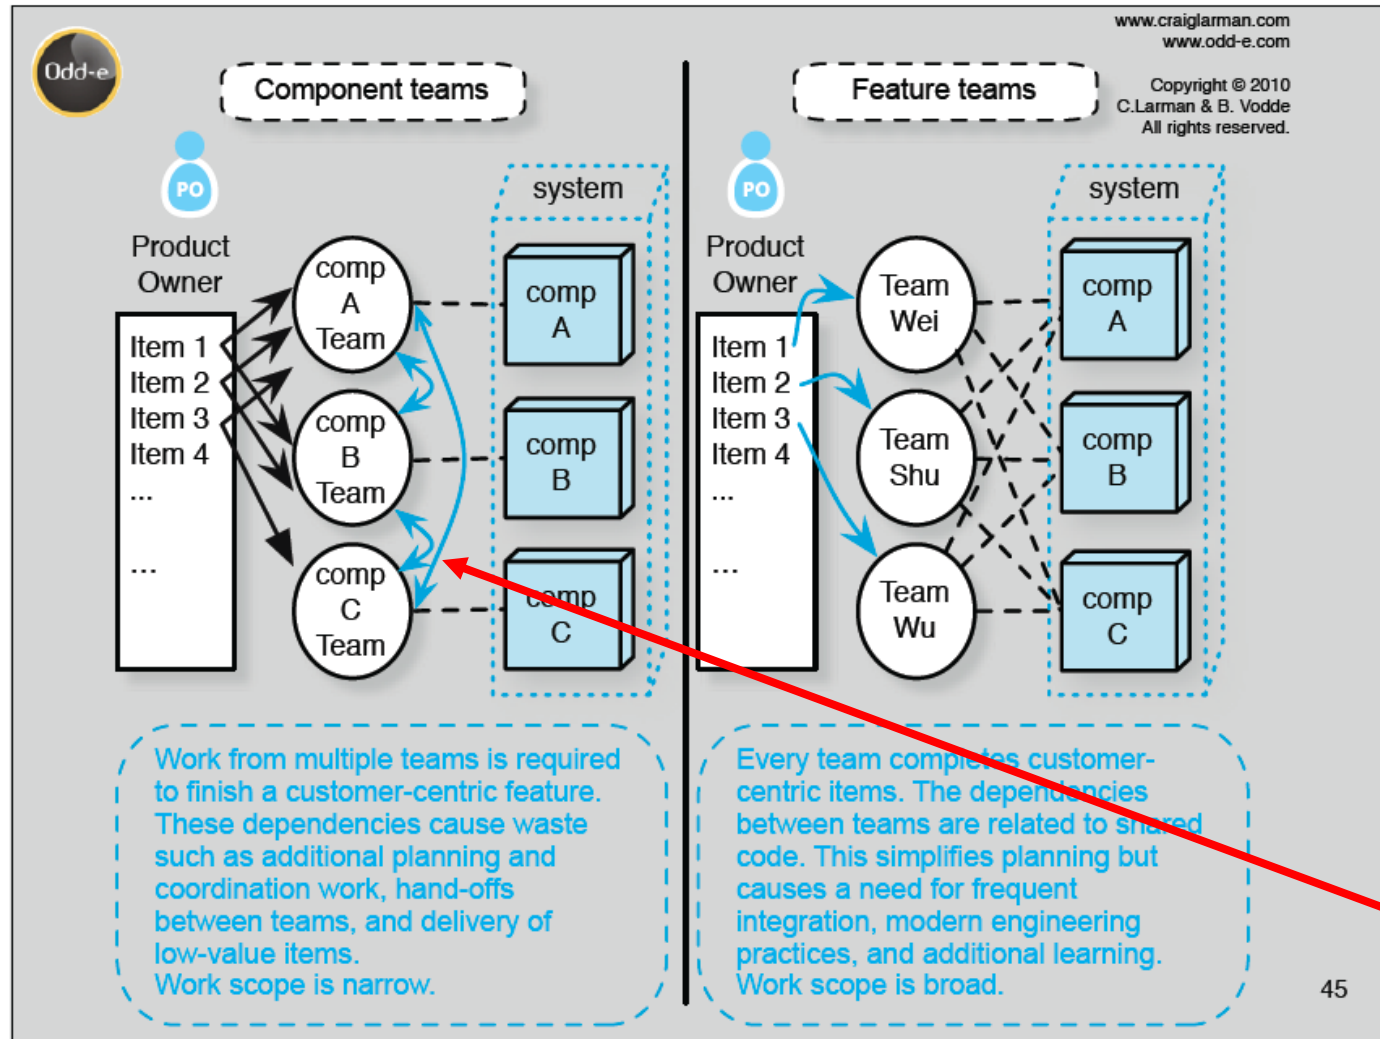 www.craiglarman.com
www.odd-e.com
Copyright © 2010
C.Larman & B. Vodde
All rights reserved.
Odd-e
Component teams
PO
Product
Owner
Item 1
Item 2
Item 3
Item 4
...
...
comp
A
Team
comp
B
Team
comp
C
Team
system
comp
A
comp
B
comp
C
Work from multiple teams is required
to finish a customer-centric feature.
These dependencies cause waste
such as additional planning and
coordination work, hand-offs
between teams, and delivery of
low-value items.
Work scope is narrow.
Feature teams
PO
Product
Owner
Item 1
Item 2
Item 3
Item 4
...
...
Team
Wei
Team
Shu
Team
Wu
system
comp
A
comp
B
comp
C
Every team completes customer-
centric items. The dependencies
between teams are related to shared
code. This simplifies planning but
causes a need for frequent
integration, modern engineering
practices, and additional learning.
Work scope is broad.
45